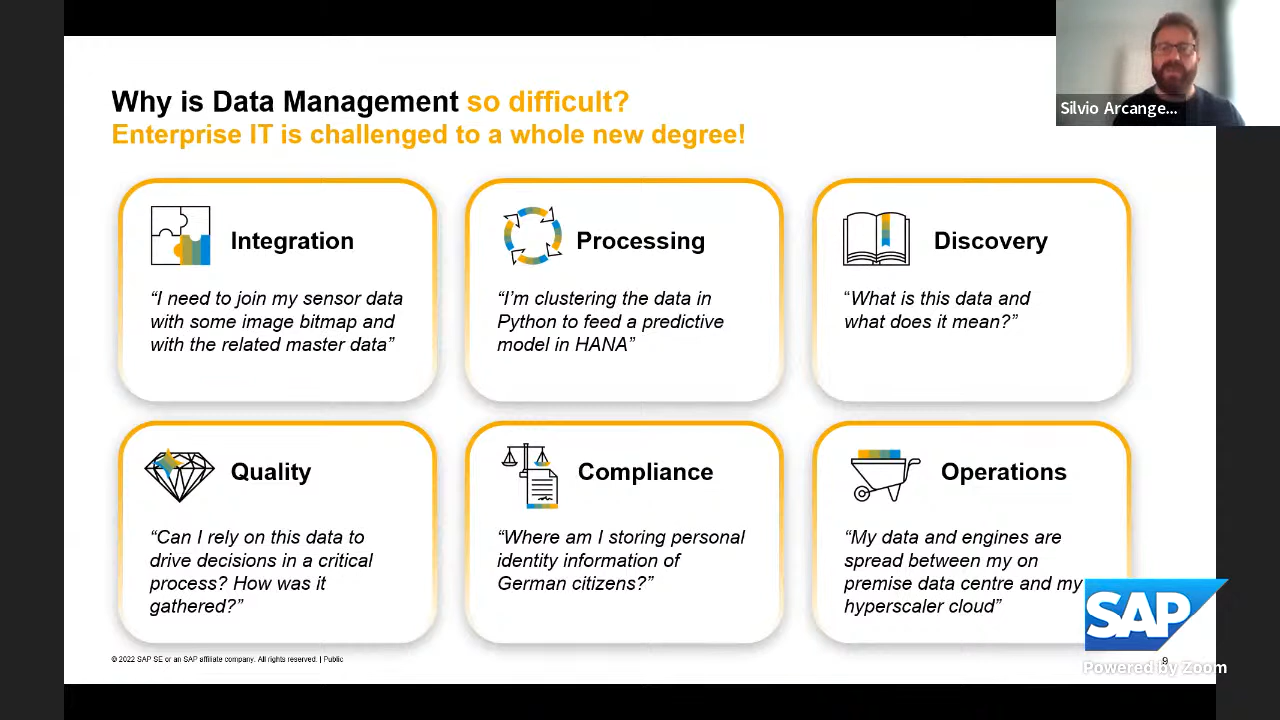 Silvio Arcange...
Why is Data Management so difficult?
Enterprise IT is challenged to a whole new degree!
Integration
“I need to join my sensor data
with some image bitmap and
with the related master data”
Processing
“I’m clustering the data in
Python to feed a predictive
model in HANA”
Discovery
“What is this data and
what does it mean?”
Quality
“Can I rely on this data to
drive decisions in a critical
process? How was it
gathered?”
Compliance
“Where am I storing personal
identity information of
German citizens?”
Operations
“My data and engines are
spread between my on
premise data centre and my
hyperscaler cloud”
SAP
© 2022 SAP SE or an SAP affiliate company. All rights reserved. | Public
9
Powered by Zoom